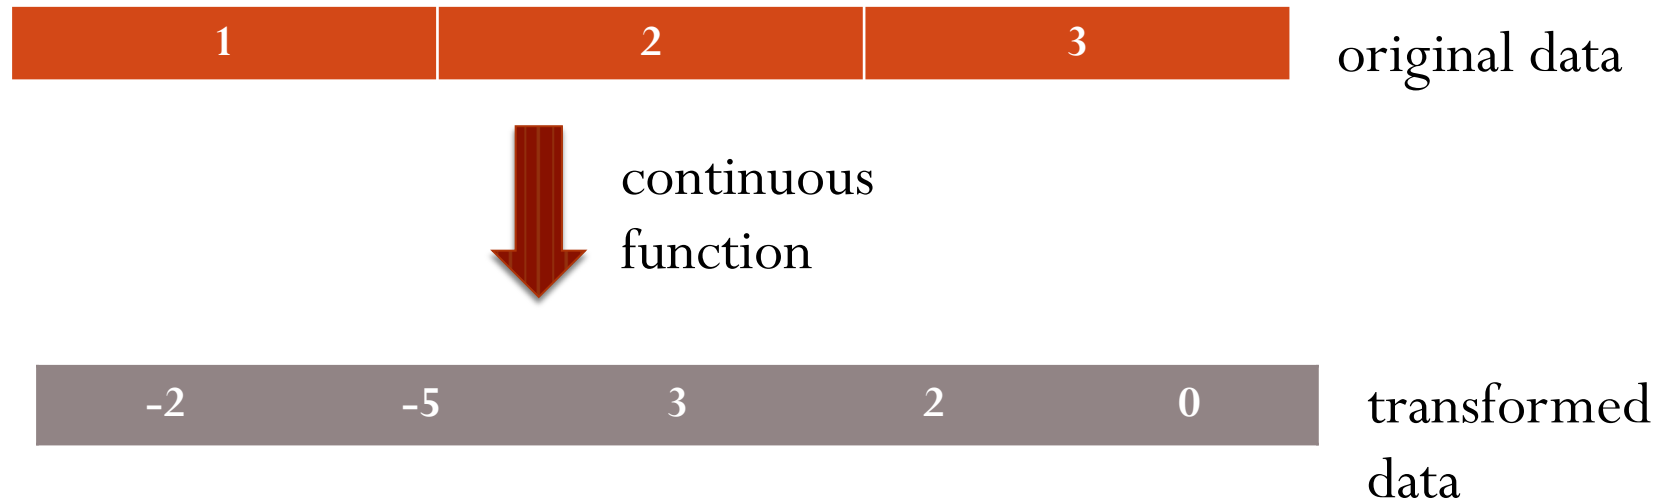 1 2 3
original data
continuous
function
-2 -5 3 2 0
transformed
data